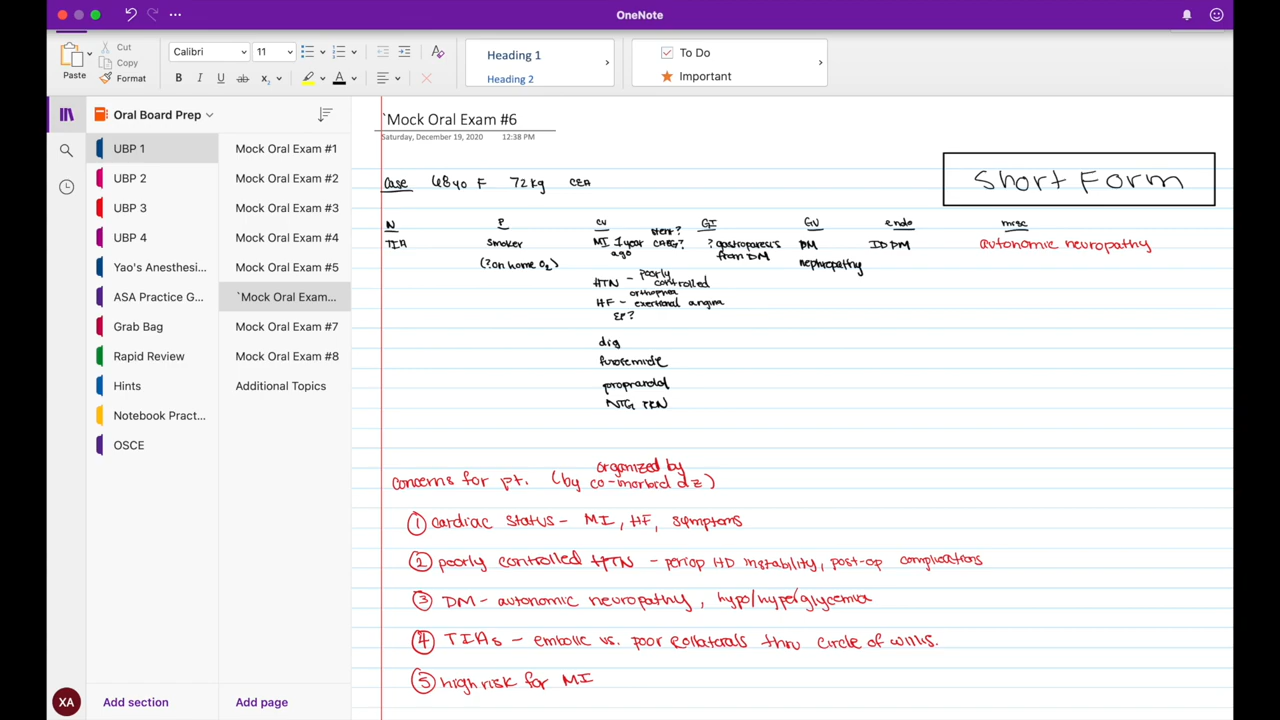 OneNote
Cut
Copy
Format
Paste
Calibri
11
B I U ab x₂ A A
Heading 1
Heading 2
To Do
Important
Oral Board Prep
UBP 1
UBP 2
UBP 3
UBP 4
Yao's Anesthesi...
ASA Practice G...
Grab Bag
Rapid Review
Hints
Notebook Pract...
OSCE
Add section
XA
Mock Oral Exam #1
Mock Oral Exam #2
Mock Oral Exam #3
Mock Oral Exam #4
Mock Oral Exam #5
`Mock Oral Exam...
Mock Oral Exam #7
Mock Oral Exam #8
Additional Topics
Add page
`Mock Oral Exam #6
Saturday, December 19, 2020 12:38 PM
Short Form
Case 68yo F 72kg CEA
N P CV GI GU endo misc
TIA
smoker
(? on home O₂)
MI 1 year ago stent? CABG?
HTN - poorly controlled
orthopnea
HF - exertional angina
EF?
dig
furosemide
propranolol
NTG PRN
? gastroparesis
from DM
DM
nephropathy
IDDM
autonomic neuropathy
concerns for pt. (by organized by co-morbid dz)
① cardiac status - MI, HF, symptoms
② poorly controlled HTN - periop HD instability, post-op complications
③ DM - autonomic neuropathy, hypo/hyperglycemia
④ TIAs - embolic vs. poor collaterals thru circle of willis.
⑤ high risk for MI